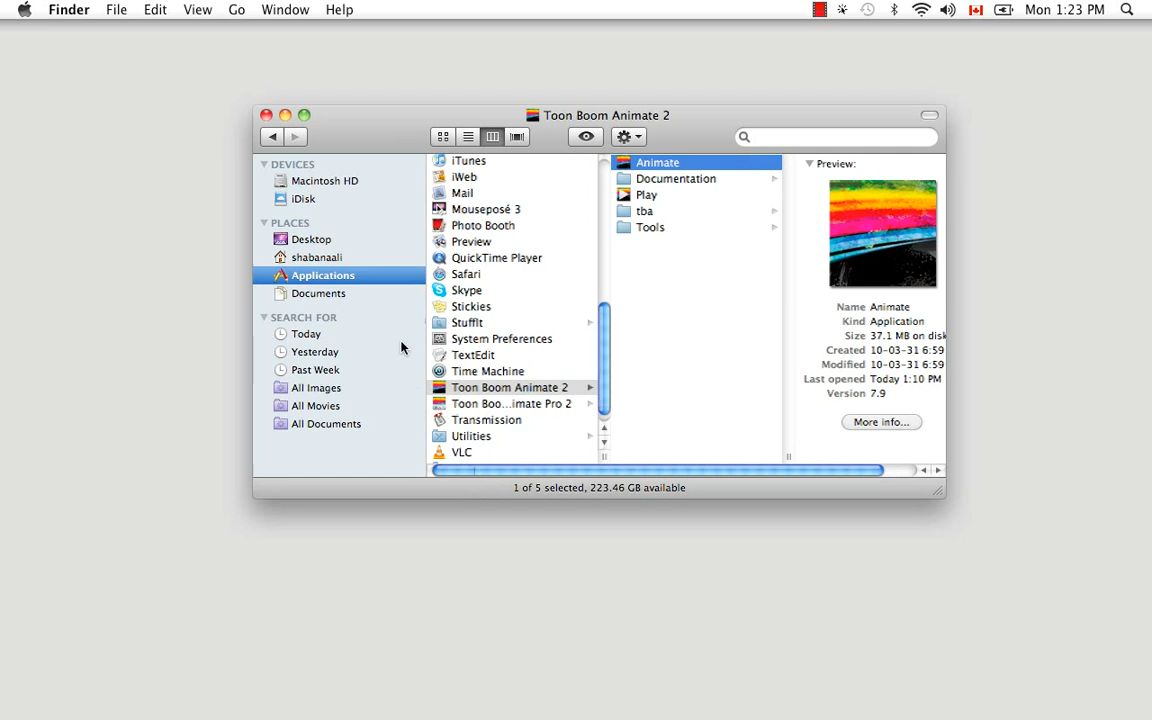 Finder File Edit View Go Window Help Mon 1:23 PM
Toon Boom Animate 2
DEVICES
Macintosh HD
iDisk
PLACES
Desktop
shabanaali
Applications
Documents
SEARCH FOR
Today
Yesterday
Past Week
All Images
All Movies
All Documents
iTunes
iWeb
Mail
Mouseposé 3
Photo Booth
Preview
QuickTime Player
Safari
Skype
Stickies
StuffIt
System Preferences
TextEdit
Time Machine
Toon Boom Animate 2
Toon Boo...imate Pro 2
Transmission
Utilities
VLC
Animate
Documentation
Play
tba
Tools
Preview:
Name Animate
Kind Application
Size 37.1 MB on disk
Created 10-03-31 6:59
Modified 10-03-31 6:59
Last opened Today 1:10 PM
Version 7.9
More info...
1 of 5 selected, 223.46 GB available